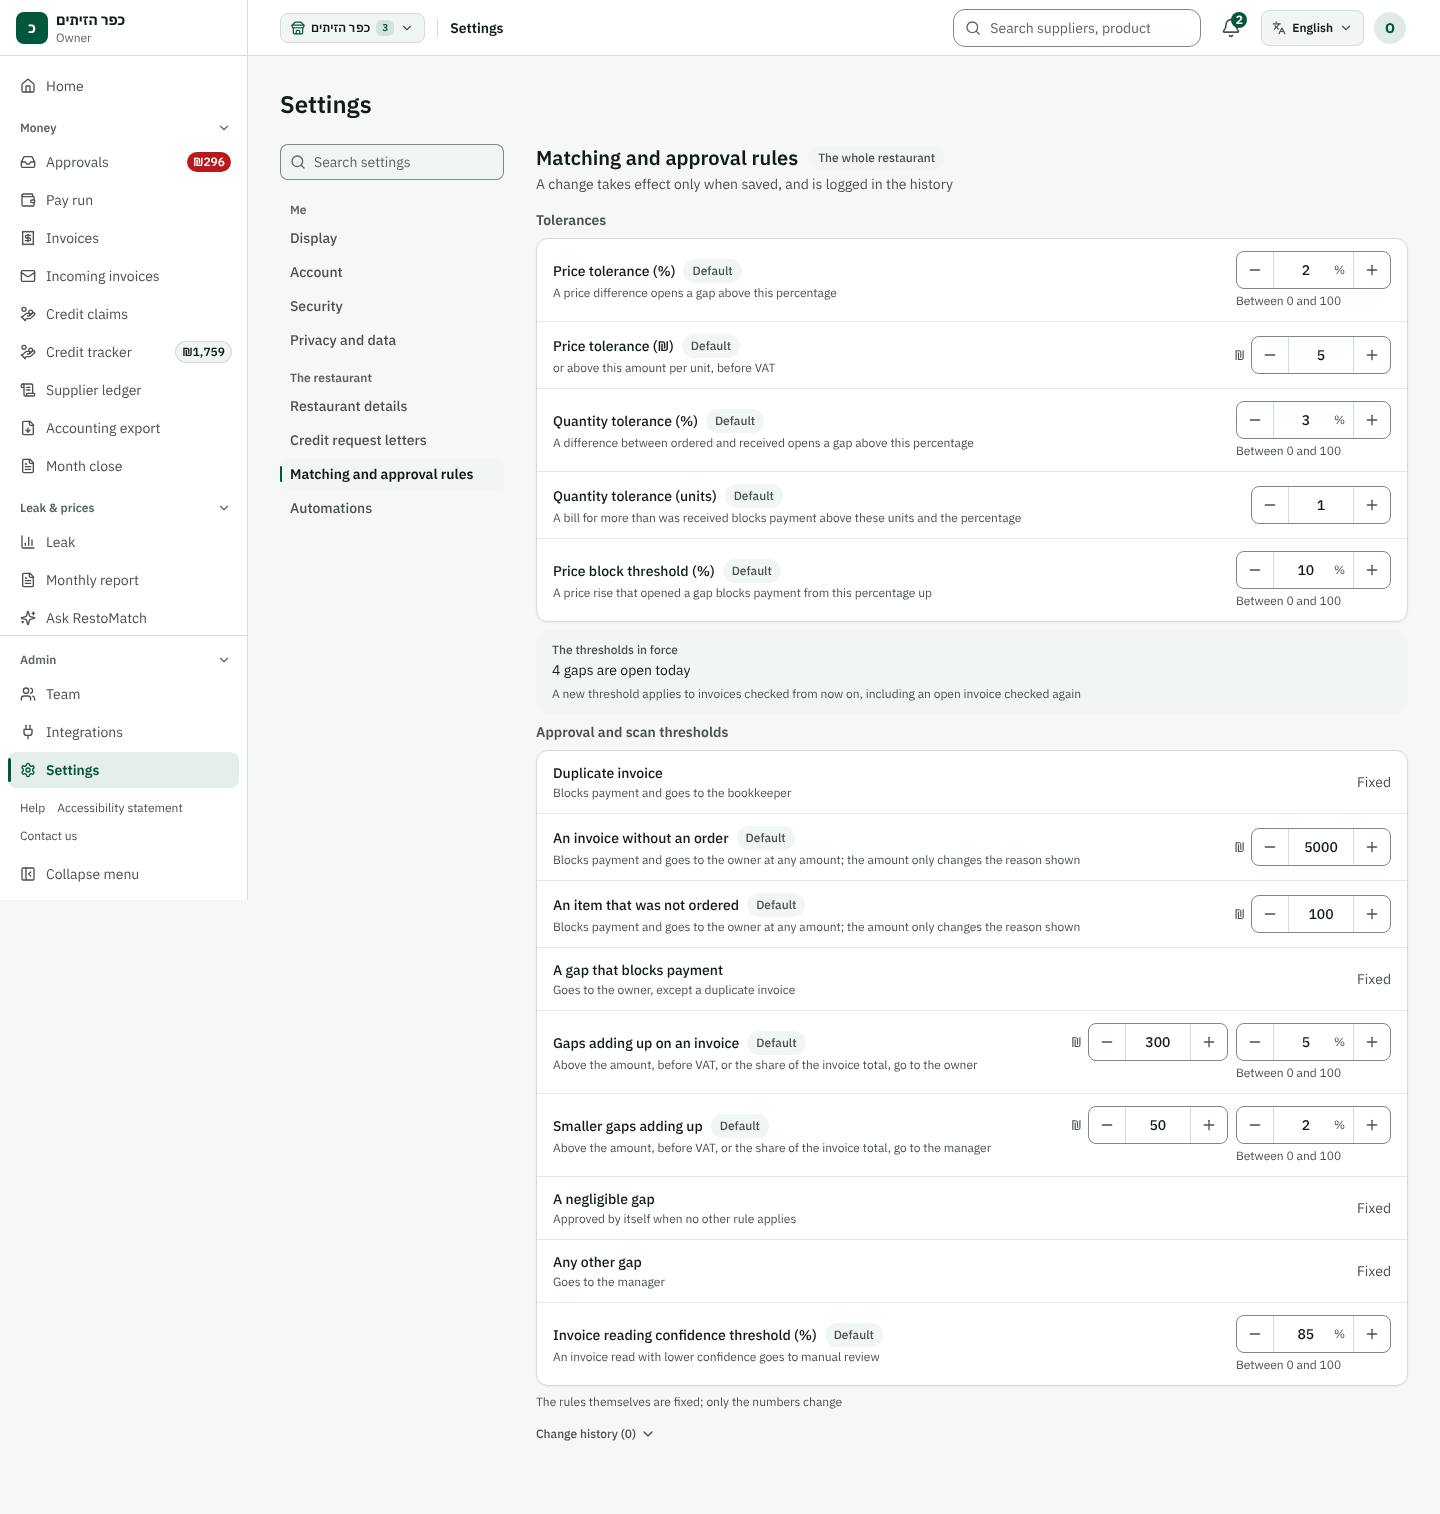 כ
כפר הזיתים
Owner
Home
Money
Approvals
₪296
Pay run
Invoices
Incoming invoices
Credit claims
Credit tracker
₪1,759
Supplier ledger
Accounting export
Month close
Leak & prices
Leak
Monthly report
Ask RestoMatch
Admin
Team
Integrations
Settings
Help Accessibility statement
Contact us
Collapse menu
כפר הזיתים 3
Settings
Search suppliers, product
2
English
O
Settings
Search settings
Me
Display
Account
Security
Privacy and data
The restaurant
Restaurant details
Credit request letters
Matching and approval rules
Automations
Matching and approval rules The whole restaurant
A change takes effect only when saved, and is logged in the history
Tolerances
Price tolerance (%) Default
A price difference opens a gap above this percentage
− 2 % +
Between 0 and 100
Price tolerance (₪) Default
or above this amount per unit, before VAT
₪ − 5 +
Quantity tolerance (%) Default
A difference between ordered and received opens a gap above this percentage
− 3 % +
Between 0 and 100
Quantity tolerance (units) Default
A bill for more than was received blocks payment above these units and the percentage
− 1 +
Price block threshold (%) Default
A price rise that opened a gap blocks payment from this percentage up
− 10 % +
Between 0 and 100
The thresholds in force
4 gaps are open today
A new threshold applies to invoices checked from now on, including an open invoice checked again
Approval and scan thresholds
Duplicate invoice
Blocks payment and goes to the bookkeeper
Fixed
An invoice without an order Default
Blocks payment and goes to the owner at any amount; the amount only changes the reason shown
₪ − 5000 +
An item that was not ordered Default
Blocks payment and goes to the owner at any amount; the amount only changes the reason shown
₪ − 100 +
A gap that blocks payment
Goes to the owner, except a duplicate invoice
Fixed
Gaps adding up on an invoice Default
Above the amount, before VAT, or the share of the invoice total, go to the owner
₪ − 300 + − 5 % +
Between 0 and 100
Smaller gaps adding up Default
Above the amount, before VAT, or the share of the invoice total, go to the manager
₪ − 50 + − 2 % +
Between 0 and 100
A negligible gap
Approved by itself when no other rule applies
Fixed
Any other gap
Goes to the manager
Fixed
Invoice reading confidence threshold (%) Default
An invoice read with lower confidence goes to manual review
− 85 % +
Between 0 and 100
The rules themselves are fixed; only the numbers change
Change history (0)